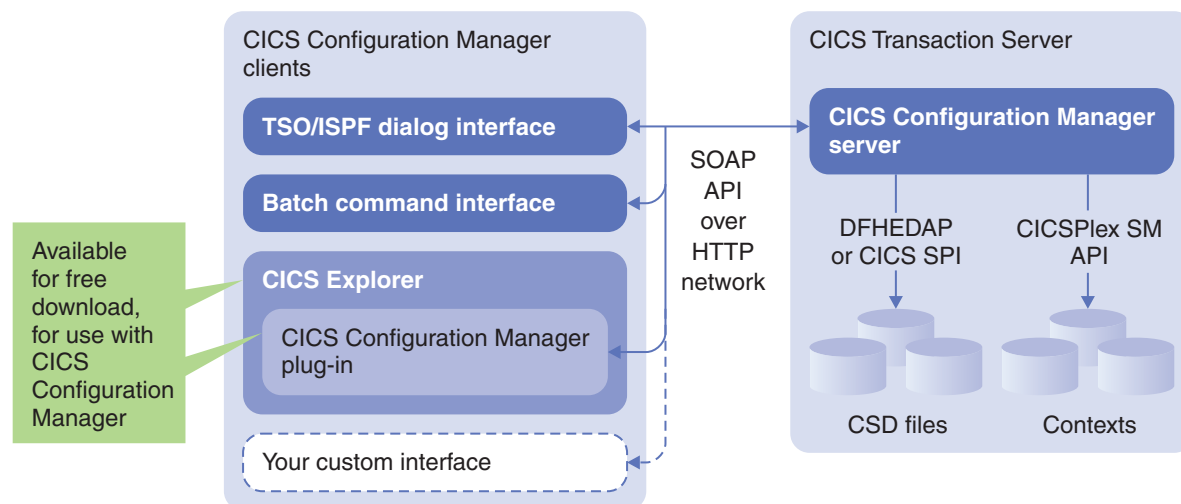 CICS Configuration Manager
clients
TSO/ISPF dialog interface
Batch command interface
CICS Explorer
CICS Configuration Manager
plug-in
Your custom interface
Available
for free
download,
for use with
CICS
Configuration
Manager
SOAP
API
over
HTTP
network
CICS Transaction Server
CICS Configuration Manager
server
DFHEDAP
or CICS SPI
CICSPlex SM
API
CSD files
Contexts